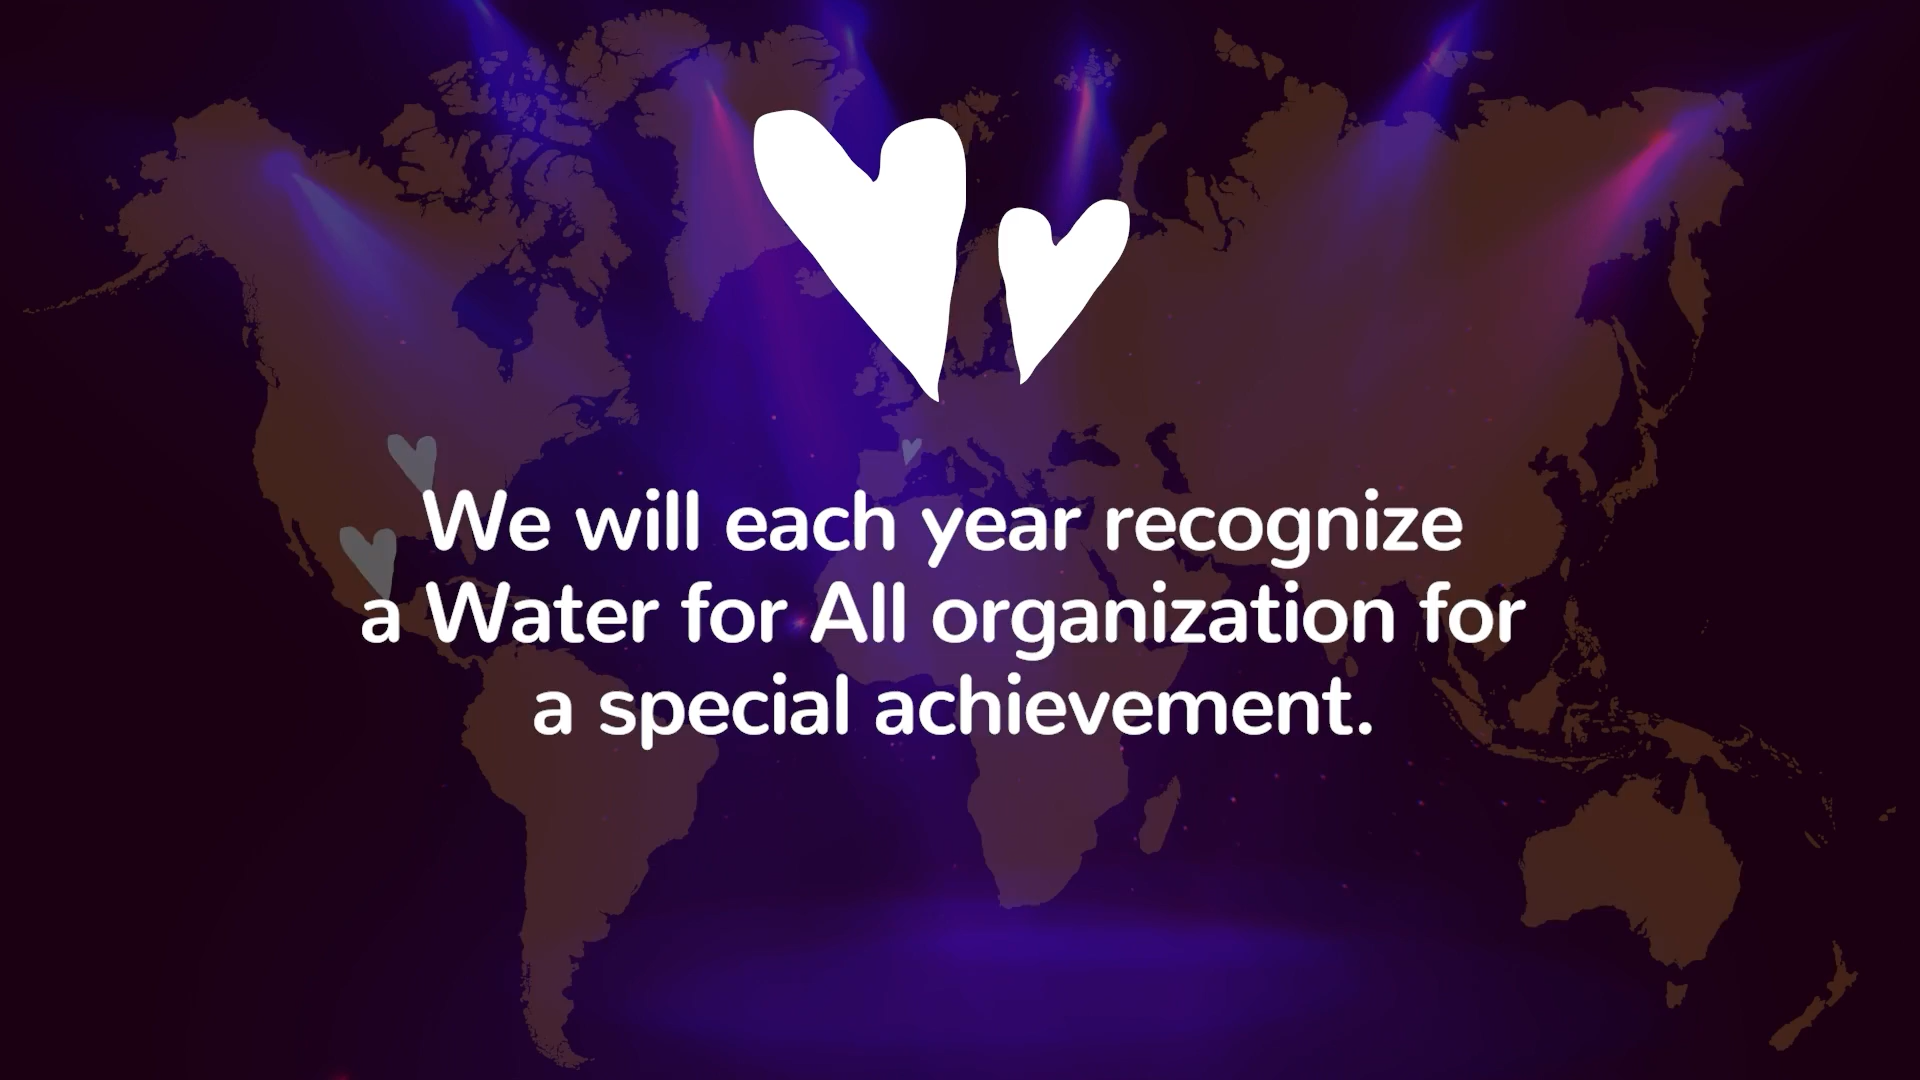 We will each year recognize
a Water for All organization for
a special achievement.